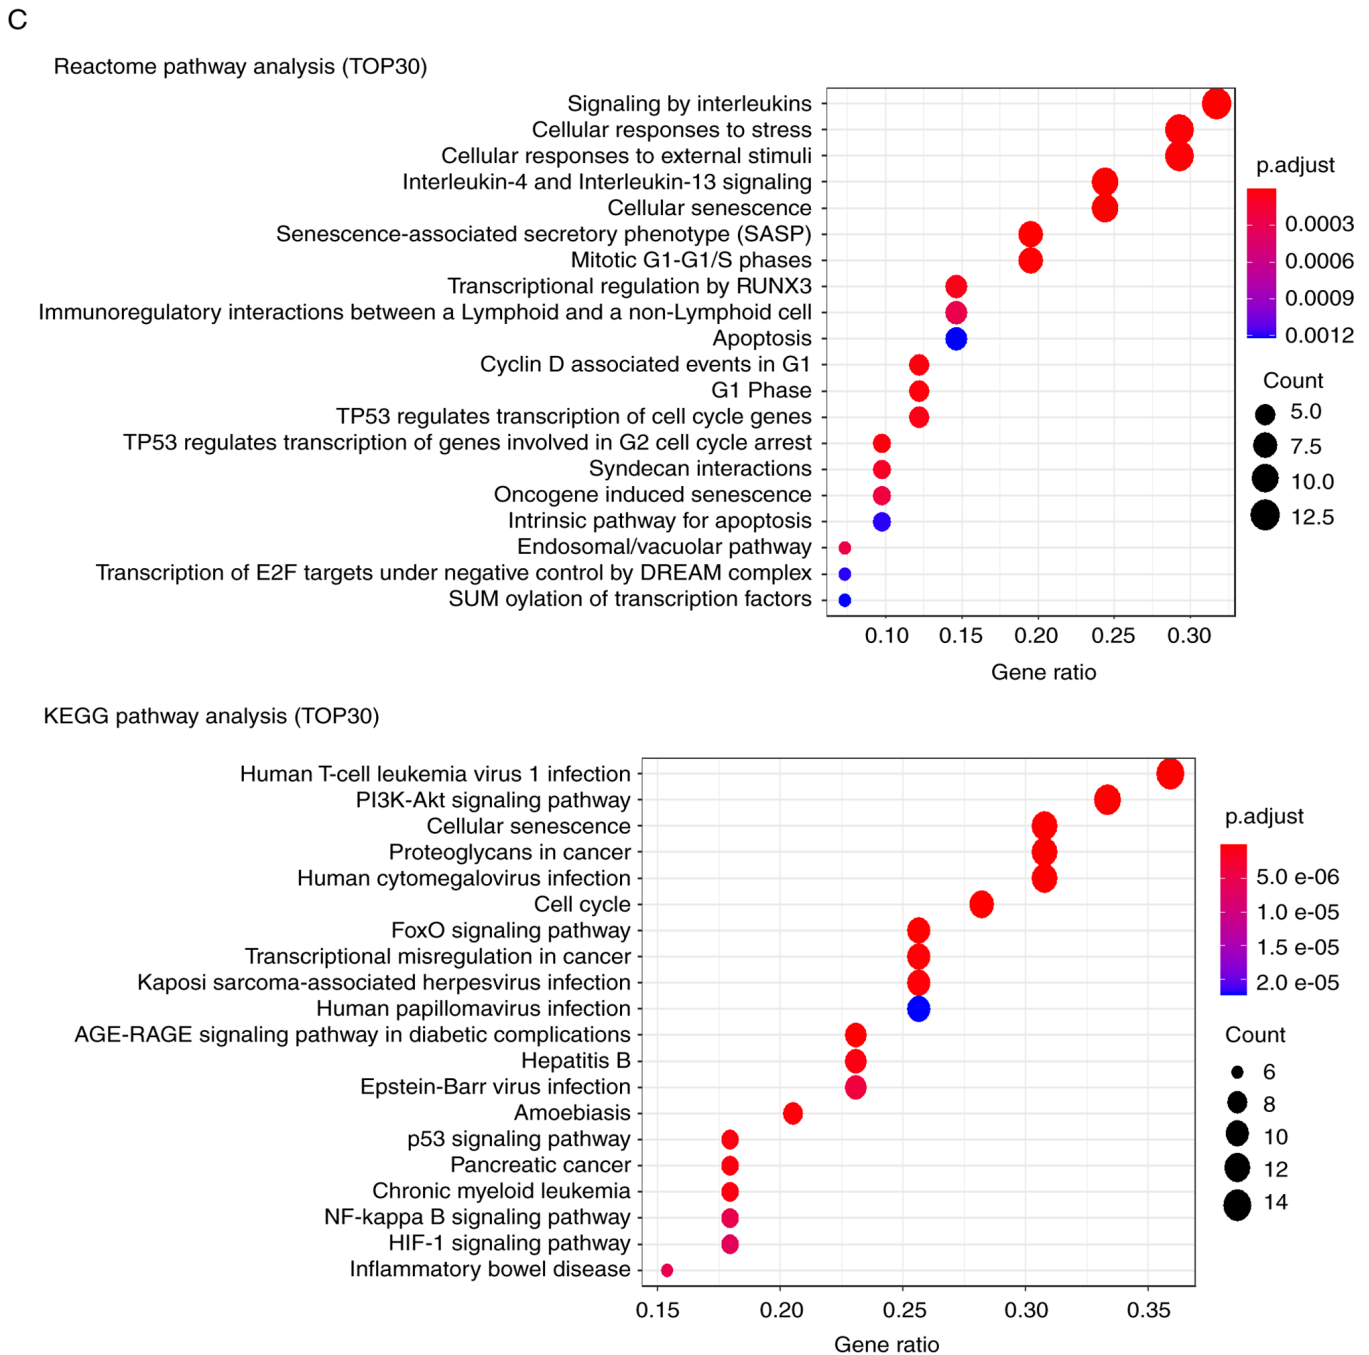 C
Reactome pathway analysis (TOP30)
Signaling by interleukins
Cellular responses to stress
Cellular responses to external stimuli
Interleukin-4 and Interleukin-13 signaling
Cellular senescence
Senescence-associated secretory phenotype (SASP)
Mitotic G1-G1/S phases
Transcriptional regulation by RUNX3
Immunoregulatory interactions between a Lymphoid and a non-Lymphoid cell
Apoptosis
Cyclin D associated events in G1
G1 Phase
TP53 regulates transcription of cell cycle genes
TP53 regulates transcription of genes involved in G2 cell cycle arrest
Syndecan interactions
Oncogene induced senescence
Intrinsic pathway for apoptosis
Endosomal/vacuolar pathway
Transcription of E2F targets under negative control by DREAM complex
SUM oylation of transcription factors
0.10 0.15 0.20 0.25 0.30
Gene ratio
p.adjust
0.0003
0.0006
0.0009
0.0012
Count
5.0
7.5
10.0
12.5
KEGG pathway analysis (TOP30)
Human T-cell leukemia virus 1 infection
PI3K-Akt signaling pathway
Cellular senescence
Proteoglycans in cancer
Human cytomegalovirus infection
Cell cycle
FoxO signaling pathway
Transcriptional misregulation in cancer
Kaposi sarcoma-associated herpesvirus infection
Human papillomavirus infection
AGE-RAGE signaling pathway in diabetic complications
Hepatitis B
Epstein-Barr virus infection
Amoebiasis
p53 signaling pathway
Pancreatic cancer
Chronic myeloid leukemia
NF-kappa B signaling pathway
HIF-1 signaling pathway
Inflammatory bowel disease
0.15 0.20 0.25 0.30 0.35
Gene ratio
p.adjust
5.0 e-06
1.0 e-05
1.5 e-05
2.0 e-05
Count
6
8
10
12
14